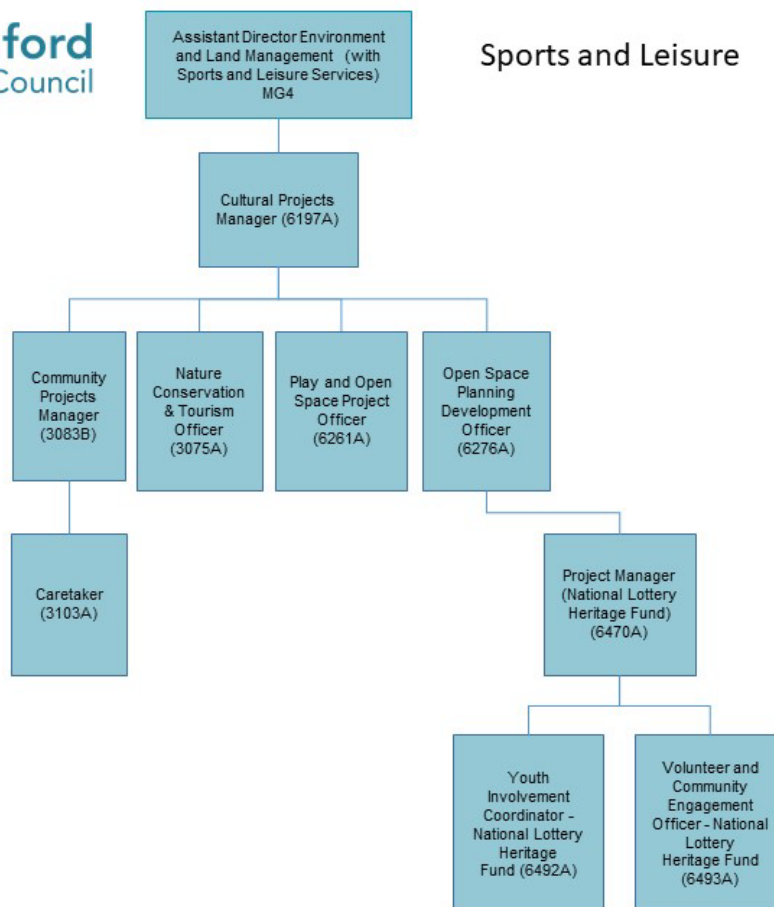 ford
Council
Sports and Leisure
Assistant Director Environment
and Land Management (with
Sports and Leisure Services)
MG4
Cultural Projects
Manager (6197A)
Community
Projects
Manager
(3083B)
Nature
Conservation
& Tourism
Officer
(3075A)
Play and Open
Space Project
Officer
(6261A)
Open Space
Planning
Development
Officer
(6276A)
Caretaker
(3103A)
Project Manager
(National Lottery
Heritage Fund)
(6470A)
Youth
Involvement
Coordinator -
National Lottery
Heritage
Fund (6492A)
Volunteer and
Community
Engagement
Officer - National
Lottery
Heritage Fund
(6493A)